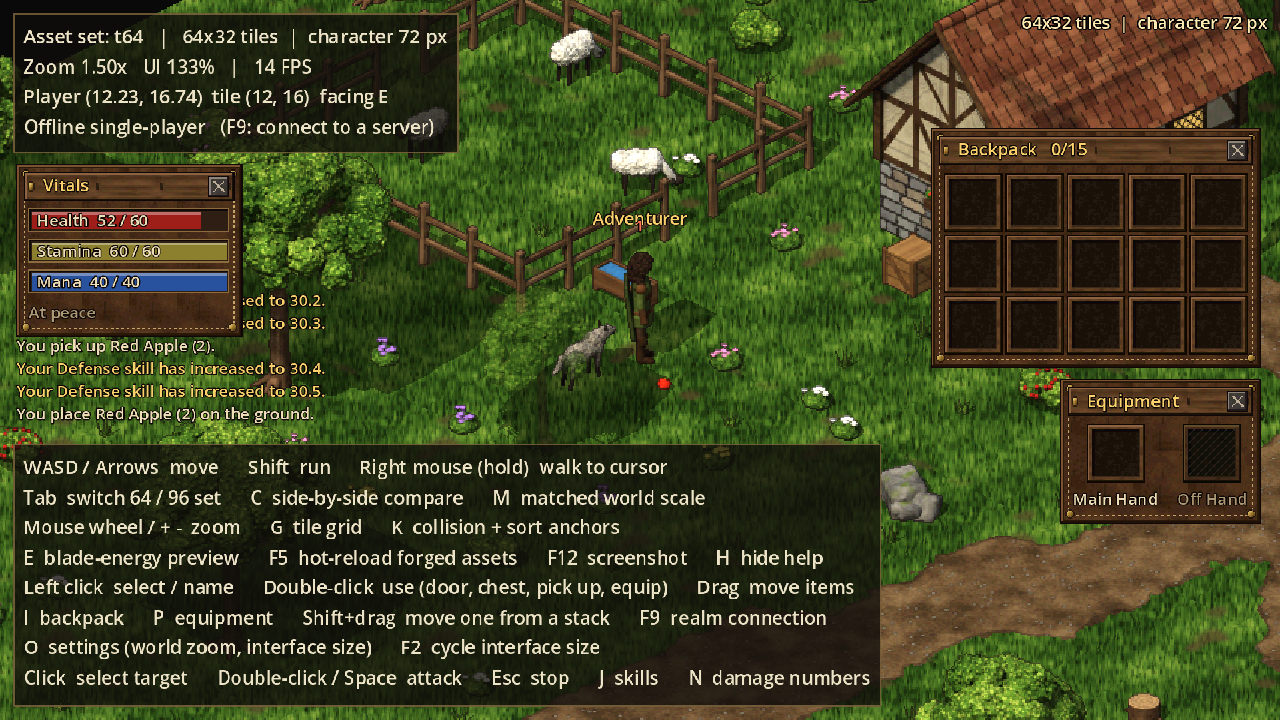 Asset set: t64 | 64x32 tiles | character 72 px
Zoom 1.50x UI 133% | 14 FPS
Player (12.23, 16.74) tile (12, 16) facing E
Offline single-player (F9: connect to a server)
64x32 tiles | character 72 px
Vitals
Health 52 / 60
Stamina 60 / 60
Mana 40 / 40
At peace
Adventurer
Backpack 0/15
Equipment
Main Hand Off Hand
sed to 30.2.
sed to 30.3.
You pick up Red Apple (2).
Your Defense skill has increased to 30.4.
Your Defense skill has increased to 30.5.
You place Red Apple (2) on the ground.
WASD / Arrows move Shift run Right mouse (hold) walk to cursor
Tab switch 64 / 96 set C side-by-side compare M matched world scale
Mouse wheel / + - zoom G tile grid K collision + sort anchors
E blade-energy preview F5 hot-reload forged assets F12 screenshot H hide help
Left click select / name Double-click use (door, chest, pick up, equip) Drag move items
I backpack P equipment Shift+drag move one from a stack F9 realm connection
O settings (world zoom, interface size) F2 cycle interface size
Click select target Double-click / Space attack Esc stop J skills N damage numbers